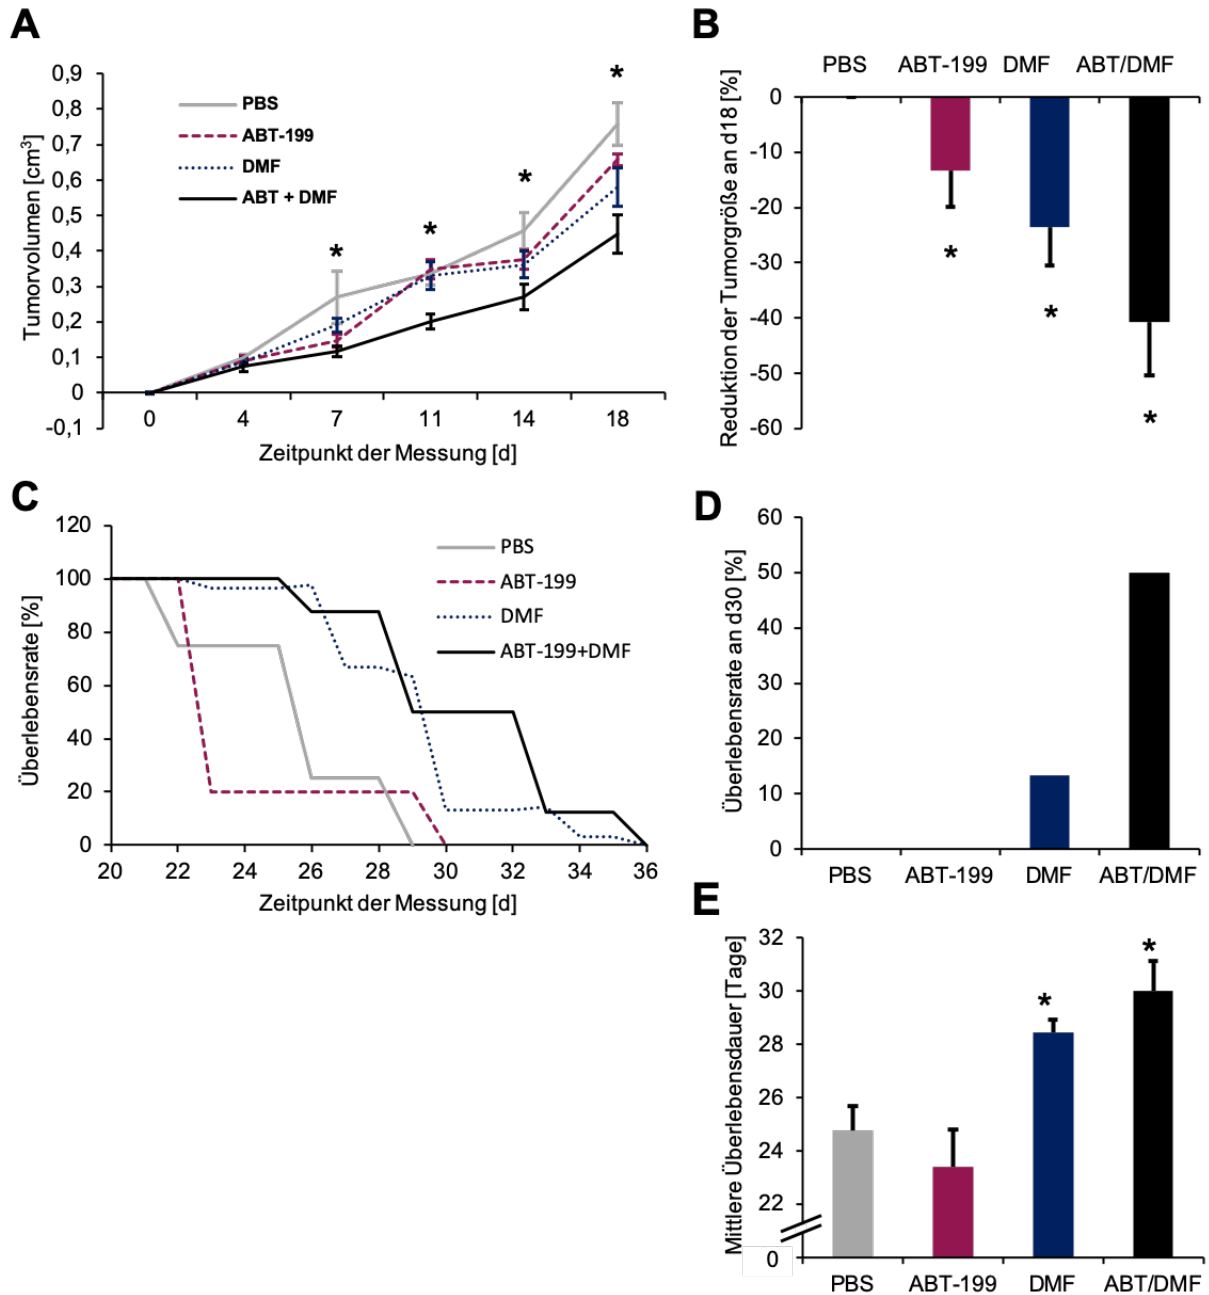 A
Tumorvolumen [cm³]
0,9
0,8
0,7
0,6
0,5
0,4
0,3
0,2
0,1
0
-0,1
PBS
ABT-199
DMF
ABT + DMF
*
*
*
*
0 4 7 11 14 18
Zeitpunkt der Messung [d]
B
PBS ABT-199 DMF ABT/DMF
Reduktion der Tumorgröße an d18 [%]
0
-10
-20
-30
-40
-50
-60
*
*
*
C
Überlebensrate [%]
120
100
80
60
40
20
0
PBS
ABT-199
DMF
ABT-199+DMF
20 22 24 26 28 30 32 34 36
Zeitpunkt der Messung [d]
D
Überlebensrate an d30 [%]
60
50
40
30
20
10
0
PBS ABT-199 DMF ABT/DMF
E
Mittlere Überlebensdauer [Tage]
32
30
28
26
24
22
0
*
*
PBS ABT-199 DMF ABT/DMF